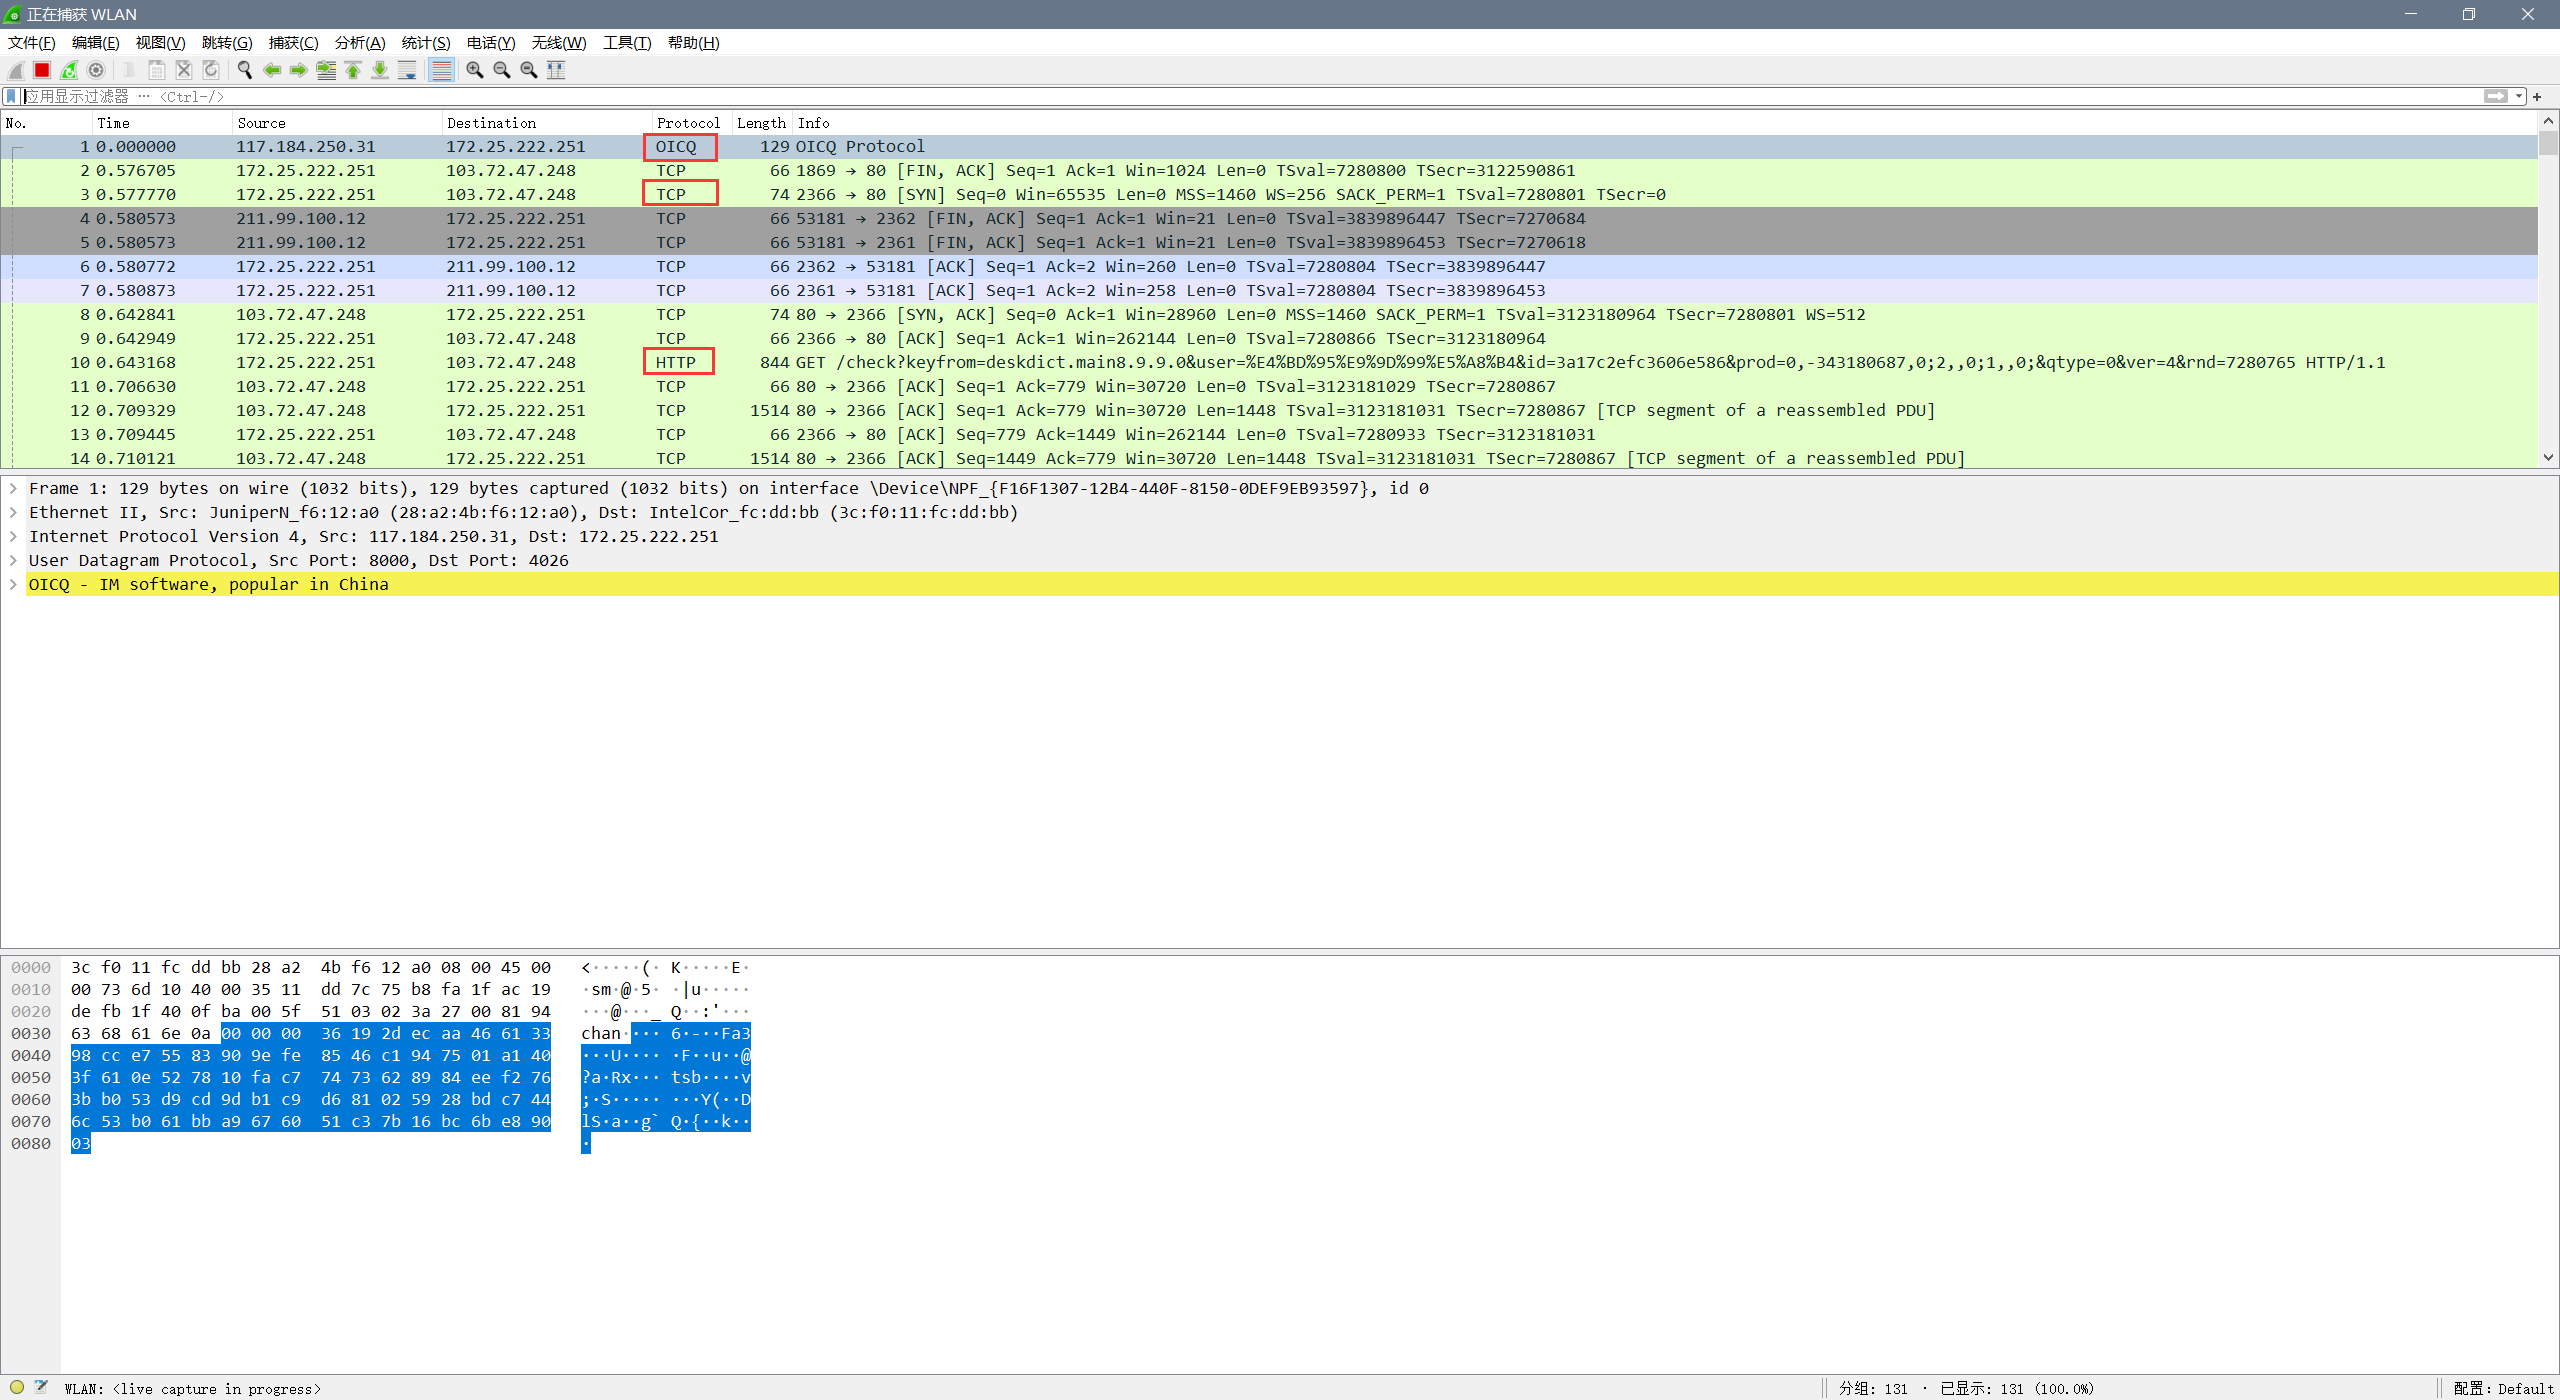 正在捕获 WLAN
文件(F) 编辑(E) 视图(V) 跳转(G) 捕获(C) 分析(A) 统计(S) 电话(Y) 无线(W) 工具(T) 帮助(H)
应用显示过滤器 … <Ctrl-/>
No. Time Source Destination Protocol Length Info
1 0.000000 117.184.250.31 172.25.222.251 OICQ 129 OICQ Protocol
2 0.576705 172.25.222.251 103.72.47.248 TCP 66 1869 → 80 [FIN, ACK] Seq=1 Ack=1 Win=1024 Len=0 TSval=7280800 TSecr=3122590861
3 0.577770 172.25.222.251 103.72.47.248 TCP 74 2366 → 80 [SYN] Seq=0 Win=65535 Len=0 MSS=1460 WS=256 SACK_PERM=1 TSval=7280801 TSecr=0
4 0.580573 211.99.100.12 172.25.222.251 TCP 66 53181 → 2362 [FIN, ACK] Seq=1 Ack=1 Win=21 Len=0 TSval=3839896447 TSecr=7270684
5 0.580573 211.99.100.12 172.25.222.251 TCP 66 53181 → 2361 [FIN, ACK] Seq=1 Ack=1 Win=21 Len=0 TSval=3839896453 TSecr=7270618
6 0.580772 172.25.222.251 211.99.100.12 TCP 66 2362 → 53181 [ACK] Seq=1 Ack=2 Win=260 Len=0 TSval=7280804 TSecr=3839896447
7 0.580873 172.25.222.251 211.99.100.12 TCP 66 2361 → 53181 [ACK] Seq=1 Ack=2 Win=258 Len=0 TSval=7280804 TSecr=3839896453
8 0.642841 103.72.47.248 172.25.222.251 TCP 74 80 → 2366 [SYN, ACK] Seq=0 Ack=1 Win=28960 Len=0 MSS=1460 SACK_PERM=1 TSval=3123180964 TSecr=7280801 WS=512
9 0.642949 172.25.222.251 103.72.47.248 TCP 66 2366 → 80 [ACK] Seq=1 Ack=1 Win=262144 Len=0 TSval=7280866 TSecr=3123180964
10 0.643168 172.25.222.251 103.72.47.248 HTTP 844 GET /check?keyfrom=deskdict.main8.9.9.0&user=%E4%BD%95%E9%9D%99%E5%A8%B4&id=3a17c2efc3606e586&prod=0,-343180687,0;2,,0;1,,0;&qtype=0&ver=4&rnd=7280765 HTTP/1.1
11 0.706630 103.72.47.248 172.25.222.251 TCP 66 80 → 2366 [ACK] Seq=1 Ack=779 Win=30720 Len=0 TSval=3123181029 TSecr=7280867
12 0.709329 103.72.47.248 172.25.222.251 TCP 1514 80 → 2366 [ACK] Seq=1 Ack=779 Win=30720 Len=1448 TSval=3123181031 TSecr=7280867 [TCP segment of a reassembled PDU]
13 0.709445 172.25.222.251 103.72.47.248 TCP 66 2366 → 80 [ACK] Seq=779 Ack=1449 Win=262144 Len=0 TSval=7280933 TSecr=3123181031
14 0.710121 103.72.47.248 172.25.222.251 TCP 1514 80 → 2366 [ACK] Seq=1449 Ack=779 Win=30720 Len=1448 TSval=3123181031 TSecr=7280867 [TCP segment of a reassembled PDU]
Frame 1: 129 bytes on wire (1032 bits), 129 bytes captured (1032 bits) on interface \Device\NPF_{F16F1307-12B4-440F-8150-0DEF9EB93597}, id 0
Ethernet II, Src: JuniperN_f6:12:a0 (28:a2:4b:f6:12:a0), Dst: IntelCor_fc:dd:bb (3c:f0:11:fc:dd:bb)
Internet Protocol Version 4, Src: 117.184.250.31, Dst: 172.25.222.251
User Datagram Protocol, Src Port: 8000, Dst Port: 4026
OICQ - IM software, popular in China
0000 3c f0 11 fc dd bb 28 a2 4b f6 12 a0 08 00 45 00 <·····(· K·····E·
0010 00 73 6d 10 40 00 35 11 dd 7c 75 b8 fa 1f ac 19 ·sm·@·5· ·|u·····
0020 de fb 1f 40 0f ba 00 5f 51 03 02 3a 27 00 81 94 ···@···_ Q··:'···
0030 63 68 61 6e 0a 00 00 00 36 19 2d ec aa 46 61 33 chan···· 6·-··Fa3
0040 98 cc e7 55 83 90 9e fe 85 46 c1 94 75 01 a1 40 ···U···· ·F··u··@
0050 3f 61 0e 52 78 10 fa c7 74 73 62 89 84 ee f2 76 ?a·Rx··· tsb····v
0060 3b b0 53 d9 cd 9d b1 c9 d6 81 02 59 28 bd c7 44 ;·S····· ···Y(··D
0070 6c 53 b0 61 bb a9 67 60 51 c3 7b 16 bc 6b e8 90 lS·a··g` Q·{··k··
0080 03 ·
WLAN: <live capture in progress> 分组: 131 · 已显示: 131 (100.0%) 配置: Default